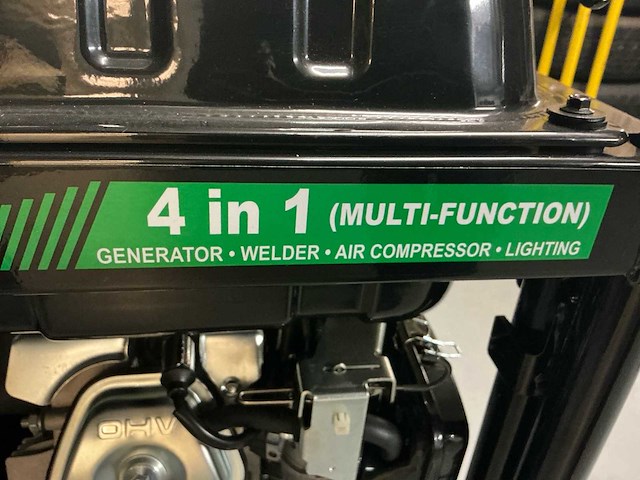 4 in 1 (MULTI-FUNCTION)
GENERATOR • WELDER • AIR COMPRESSOR • LIGHTING
OHV